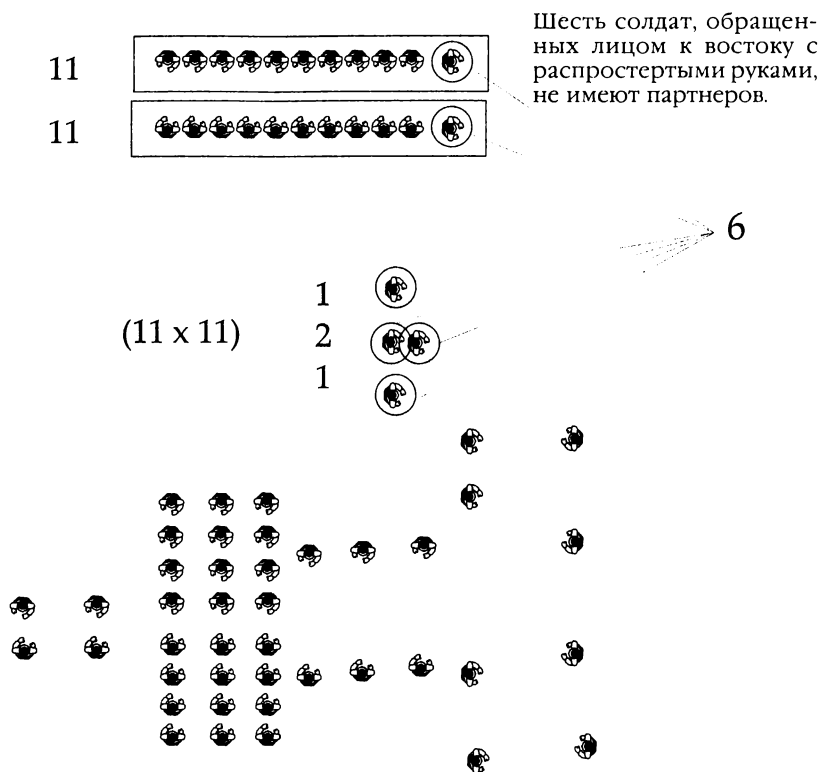 Шесть солдат, обращен-
ных лицом к востоку с
распростертыми руками,
не имеют партнеров.
11
11
6
1
(11 x 11)
2
1